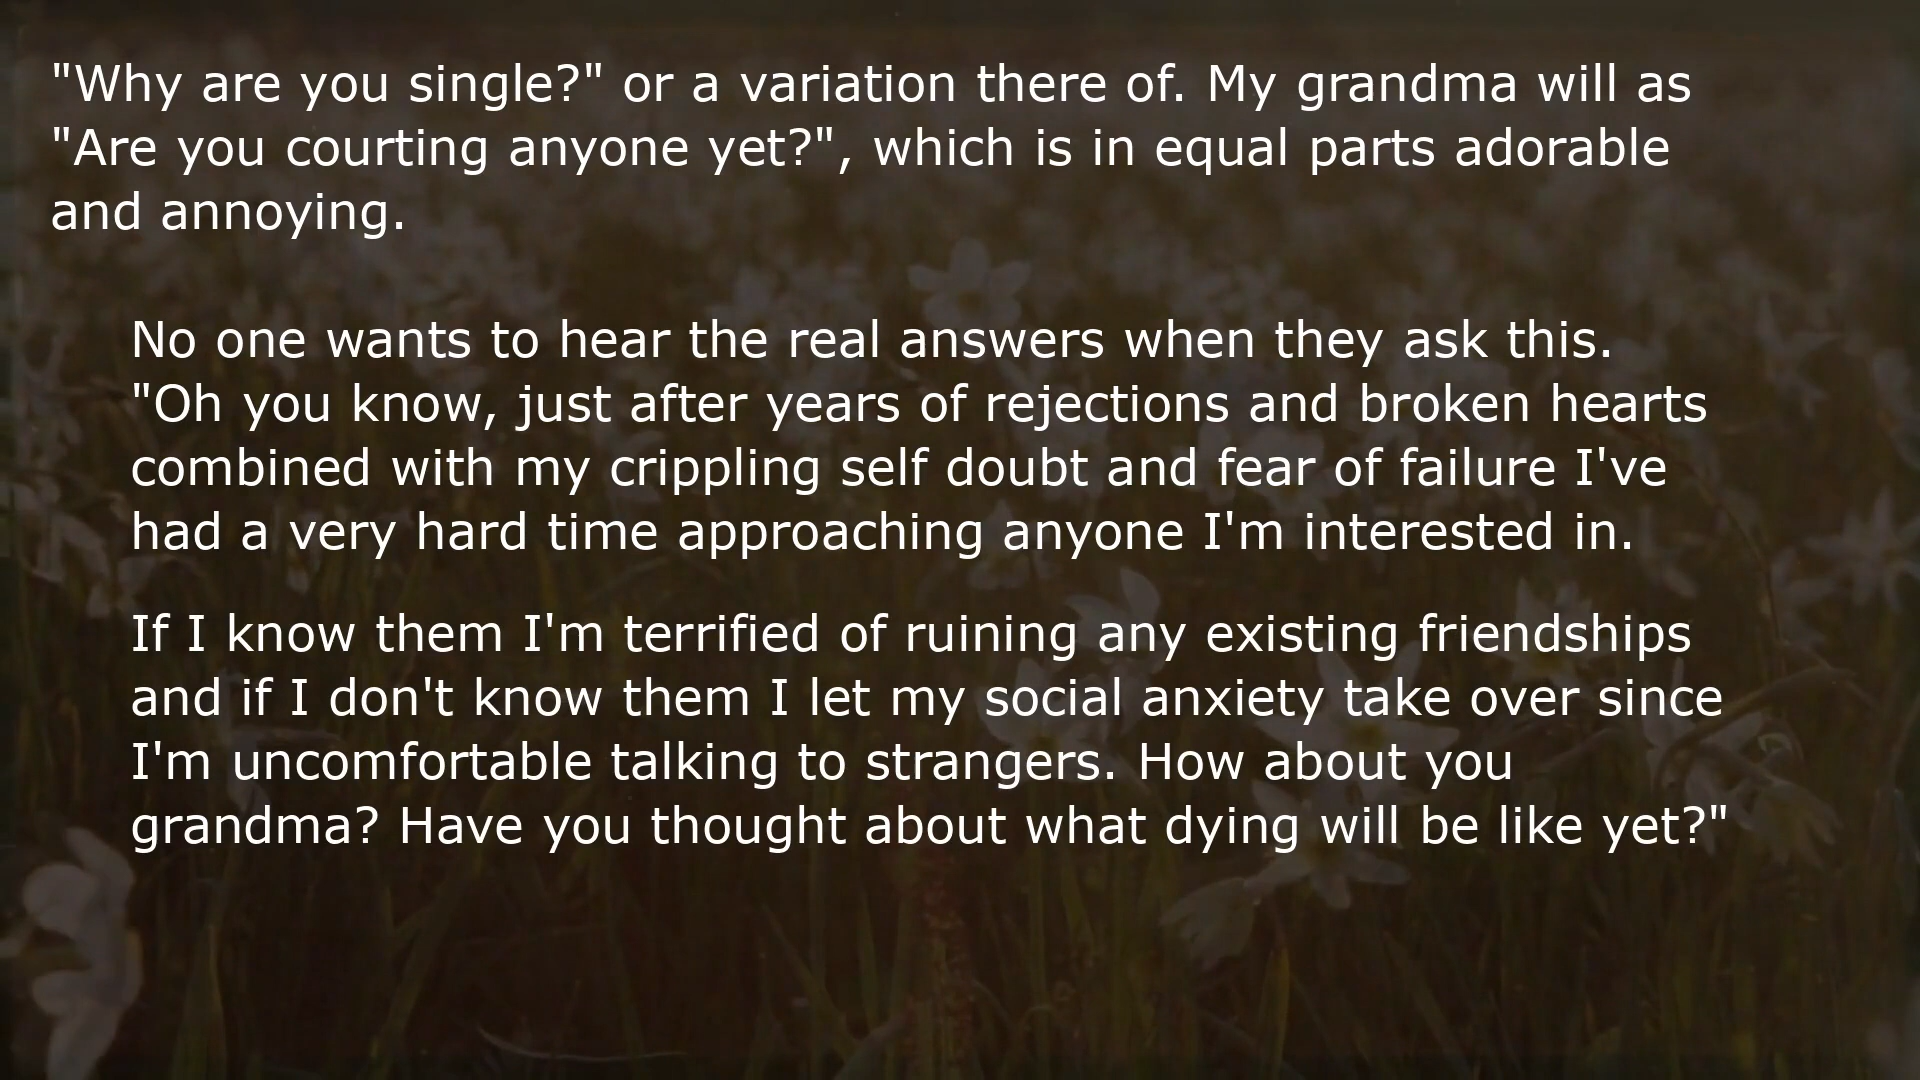 "Why are you single?" or a variation there of. My grandma will as
"Are you courting anyone yet?", which is in equal parts adorable
and annoying.
No one wants to hear the real answers when they ask this.
"Oh you know, just after years of rejections and broken hearts
combined with my crippling self doubt and fear of failure I've
had a very hard time approaching anyone I'm interested in.
If I know them I'm terrified of ruining any existing friendships
and if I don't know them I let my social anxiety take over since
I'm uncomfortable talking to strangers. How about you
grandma? Have you thought about what dying will be like yet?"